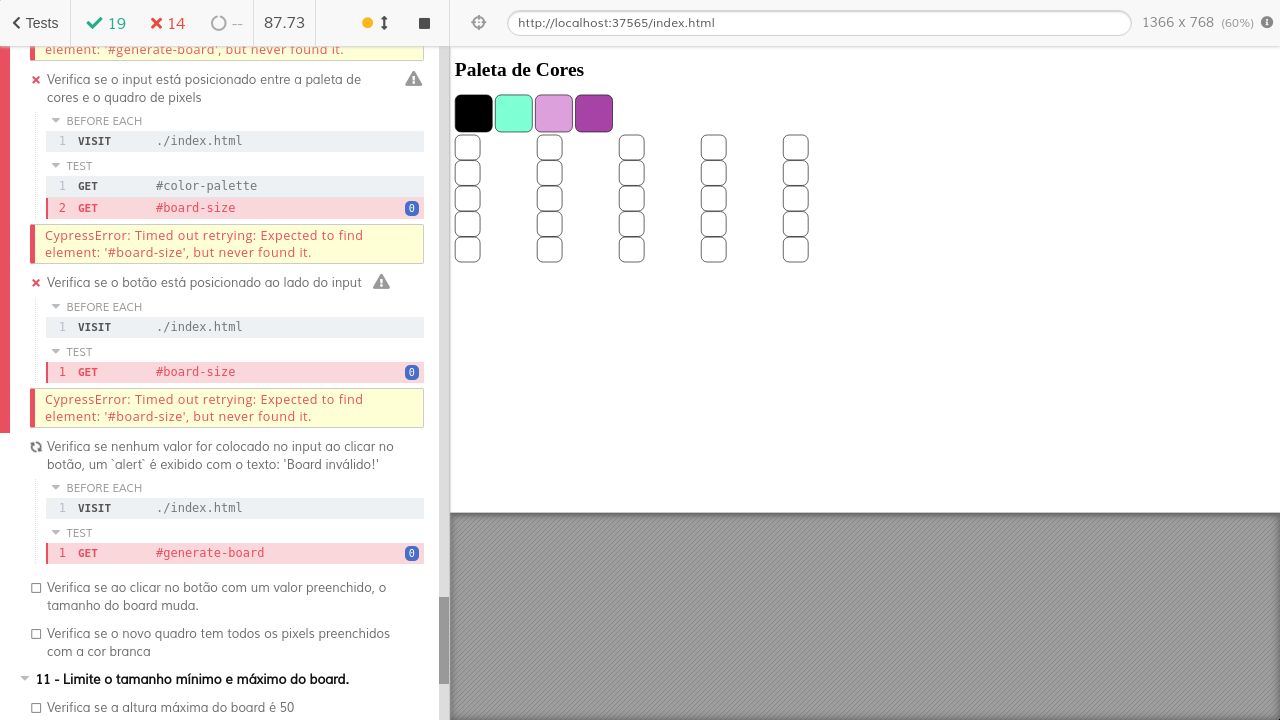 Tests
19
14
--
87.73
http://localhost:37565/index.html
1366 x 768 (60%)
element: '#generate-board', but never found it.
Verifica se o input está posicionado entre a paleta de
cores e o quadro de pixels
BEFORE EACH
1 VISIT ./index.html
TEST
1 GET #color-palette
2 GET #board-size 0
CypressError: Timed out retrying: Expected to find
element: '#board-size', but never found it.
Verifica se o botão está posicionado ao lado do input
BEFORE EACH
1 VISIT ./index.html
TEST
1 GET #board-size 0
CypressError: Timed out retrying: Expected to find
element: '#board-size', but never found it.
Verifica se nenhum valor for colocado no input ao clicar no
botão, um `alert` é exibido com o texto: 'Board inválido!'
BEFORE EACH
1 VISIT ./index.html
TEST
1 GET #generate-board 0
Verifica se ao clicar no botão com um valor preenchido, o
tamanho do board muda.
Verifica se o novo quadro tem todos os pixels preenchidos
com a cor branca
11 - Limite o tamanho mínimo e máximo do board.
Verifica se a altura máxima do board é 50
Paleta de Cores